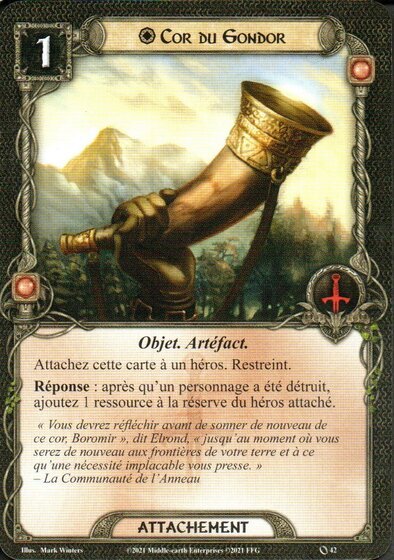 1
Cor du Gondor
Objet. Artéfact.
Attachez cette carte à un héros. Restreint.
Réponse : après qu'un personnage a été détruit,
ajoutez 1 ressource à la réserve du héros attaché.
« Vous devrez réfléchir avant de sonner de nouveau de
ce cor, Boromir », dit Elrond, « jusqu'au moment où vous
serez de nouveau aux frontières de votre terre et à ce
qu'une nécessité implacable vous presse. »
– La Communauté de l'Anneau
ATTACHEMENT
Illus. Mark Winters ©2021 Middle-earth Enterprises ©2021 FFG 42